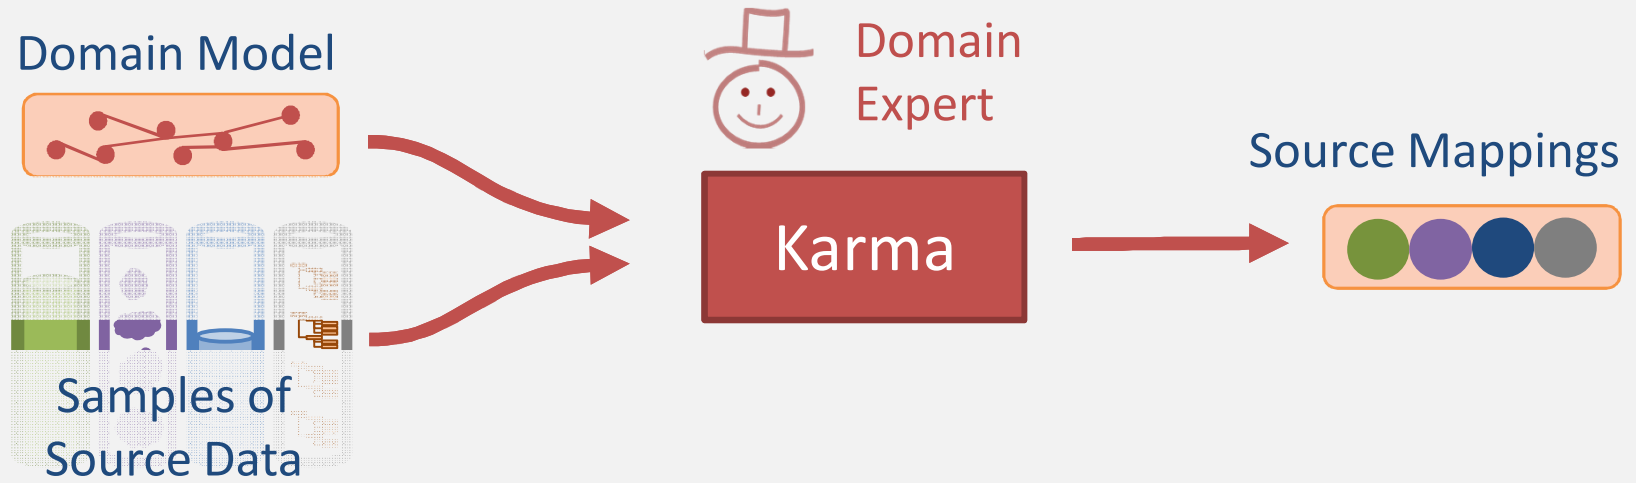 Domain Model
Samples of
Source Data
Domain
Expert
Karma
Source Mappings